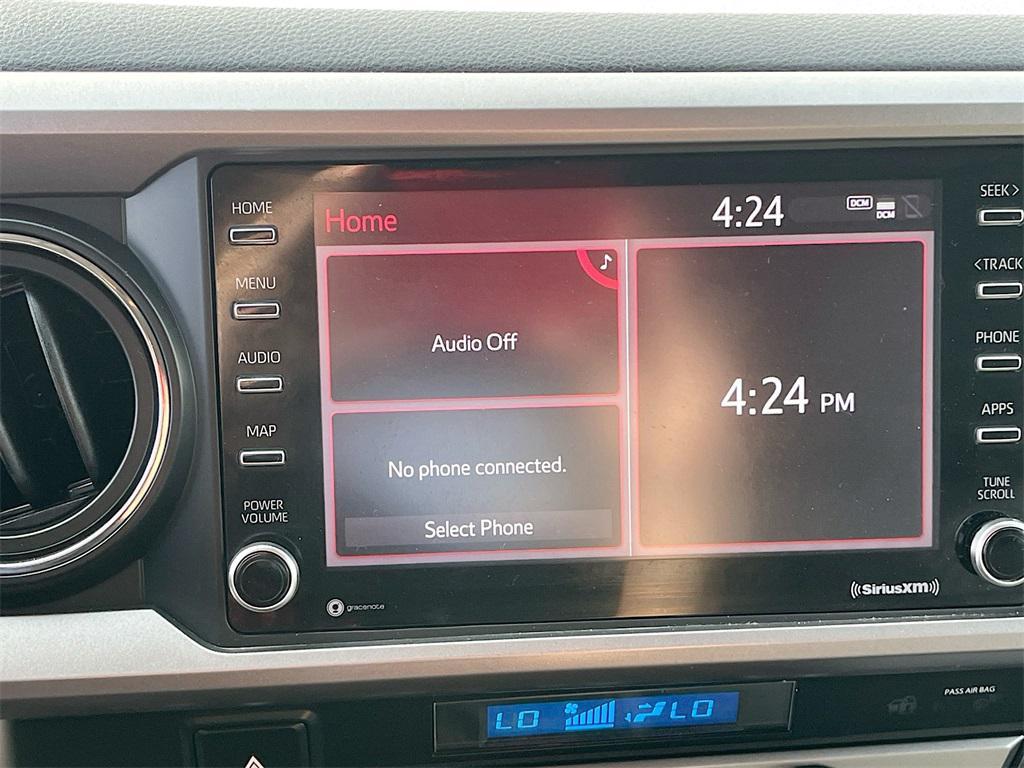 HOME
MENU
AUDIO
MAP
POWER
VOLUME
Home
4:24
DCM
DCM
Audio Off
No phone connected.
Select Phone
4:24 PM
SEEK >
< TRACK
PHONE
APPS
TUNE
SCROLL
gracenote
((SiriusXM))
PASS AIR BAG
LO LO